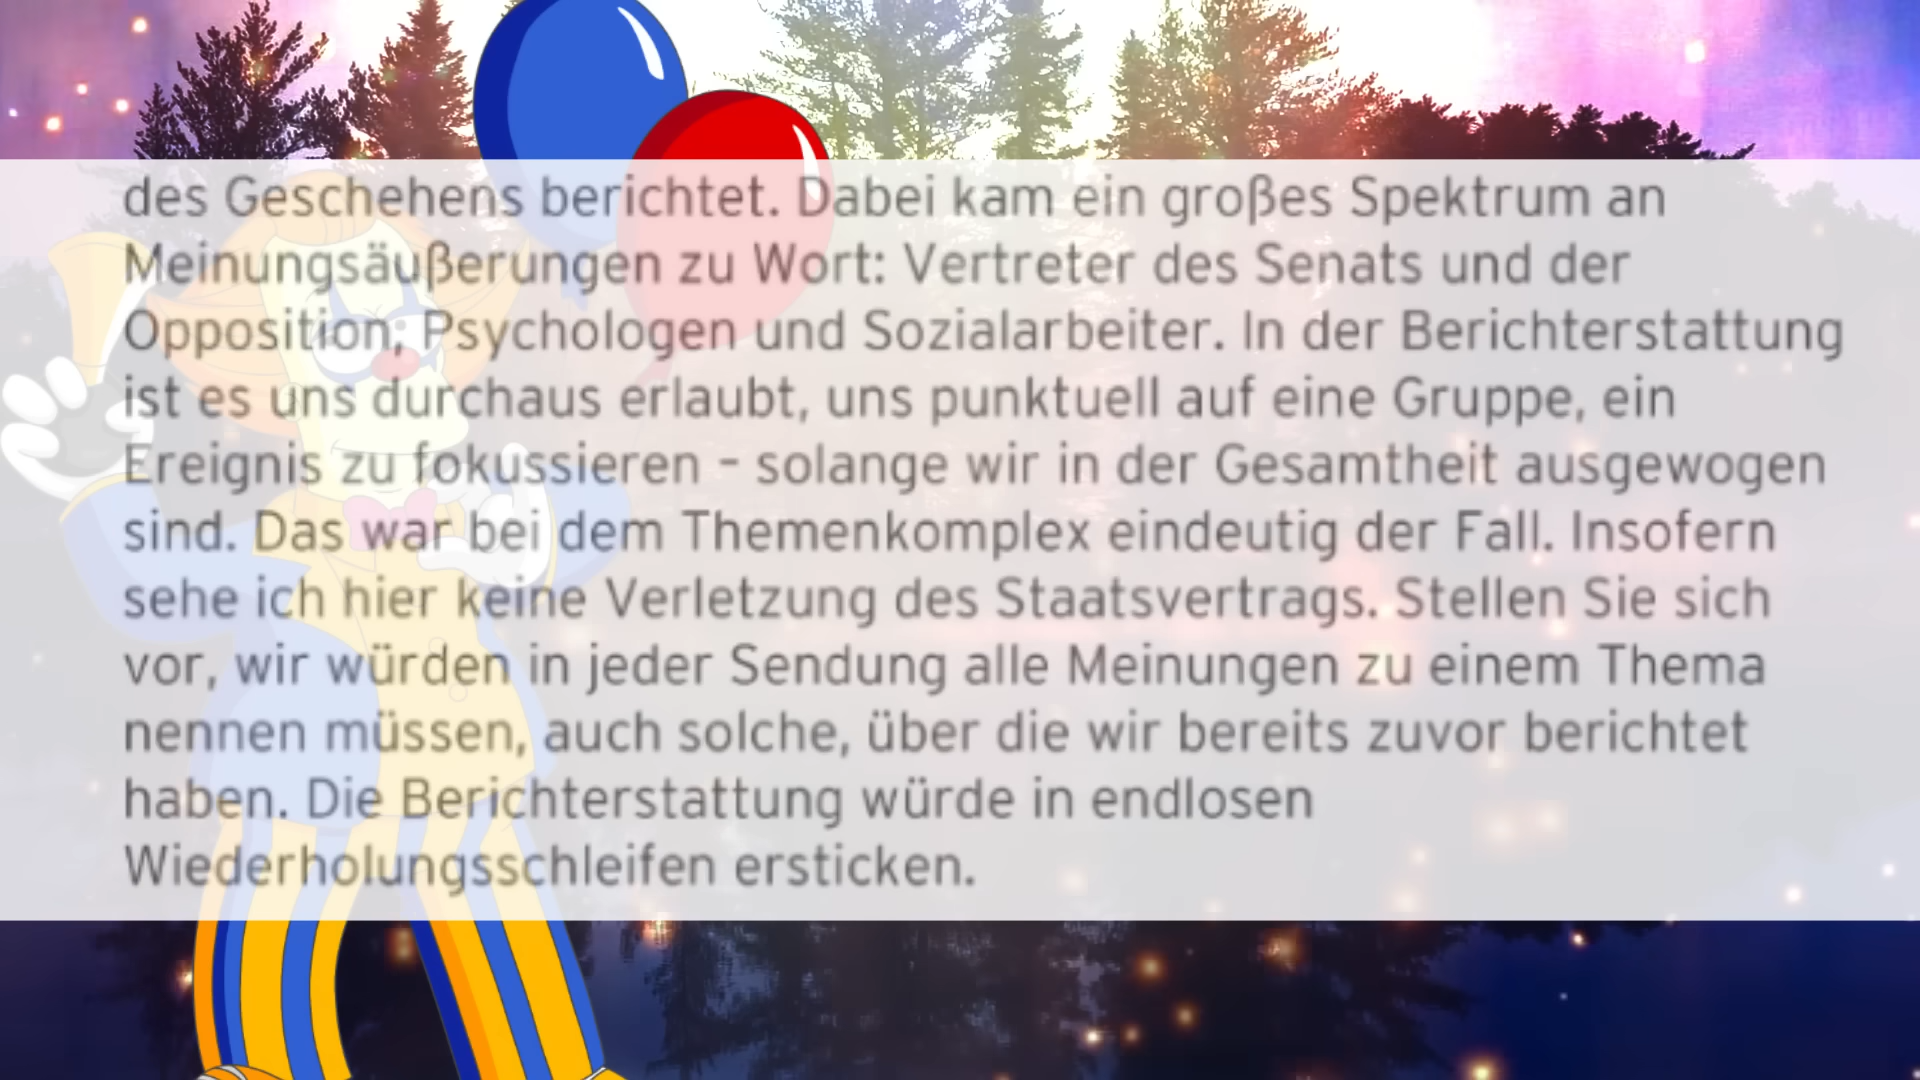 des Geschehens berichtet. Dabei kam ein großes Spektrum an
Meinungsäußerungen zu Wort: Vertreter des Senats und der
Opposition, Psychologen und Sozialarbeiter. In der Berichterstattung
ist es uns durchaus erlaubt, uns punktuell auf eine Gruppe, ein
Ereignis zu fokussieren – solange wir in der Gesamtheit ausgewogen
sind. Das war bei dem Themenkomplex eindeutig der Fall. Insofern
sehe ich hier keine Verletzung des Staatsvertrags. Stellen Sie sich
vor, wir würden in jeder Sendung alle Meinungen zu einem Thema
nennen müssen, auch solche, über die wir bereits zuvor berichtet
haben. Die Berichterstattung würde in endlosen
Wiederholungsschleifen ersticken.